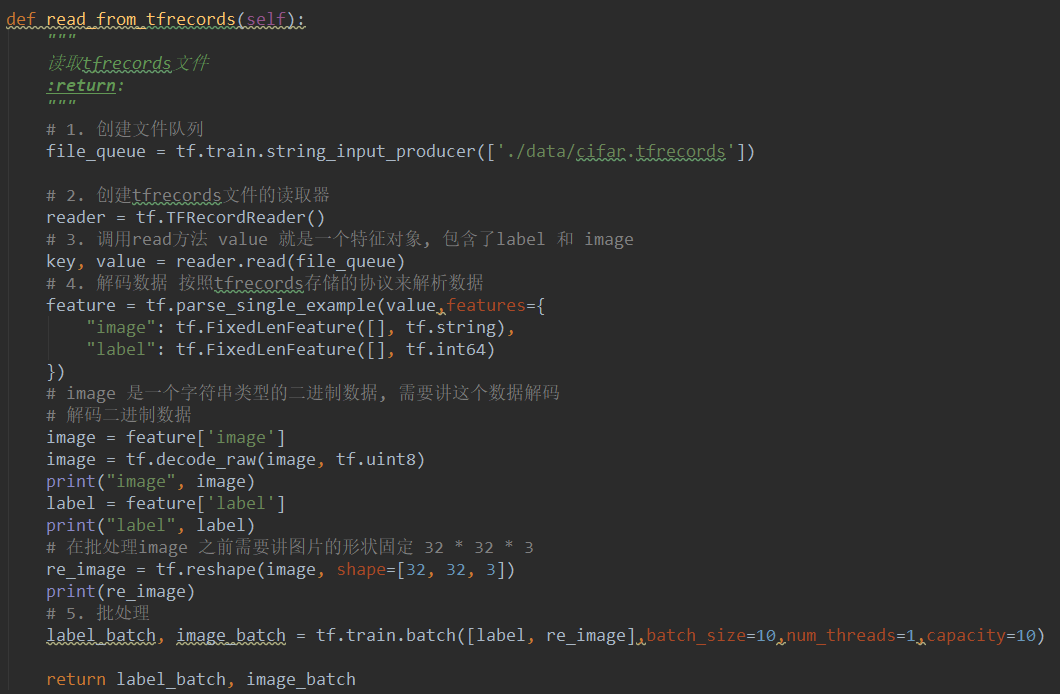 def read_from_tfrecords(self):
    """
    读取tfrecords文件
    :return:
    """
    # 1. 创建文件队列
    file_queue = tf.train.string_input_producer(['./data/cifar.tfrecords'])

    # 2. 创建tfrecords文件的读取器
    reader = tf.TFRecordReader()
    # 3. 调用read方法 value 就是一个特征对象, 包含了label 和 image
    key, value = reader.read(file_queue)
    # 4. 解码数据 按照tfrecords存储的协议来解析数据
    feature = tf.parse_single_example(value,features={
        "image": tf.FixedLenFeature([], tf.string),
        "label": tf.FixedLenFeature([], tf.int64)
    })
    # image 是一个字符串类型的二进制数据, 需要讲这个数据解码
    # 解码二进制数据
    image = feature['image']
    image = tf.decode_raw(image, tf.uint8)
    print("image", image)
    label = feature['label']
    print("label", label)
    # 在批处理image 之前需要讲图片的形状固定 32 * 32 * 3
    re_image = tf.reshape(image, shape=[32, 32, 3])
    print(re_image)
    # 5. 批处理
    label_batch, image_batch = tf.train.batch([label, re_image],batch_size=10,num_threads=1,capacity=10)

    return label_batch, image_batch